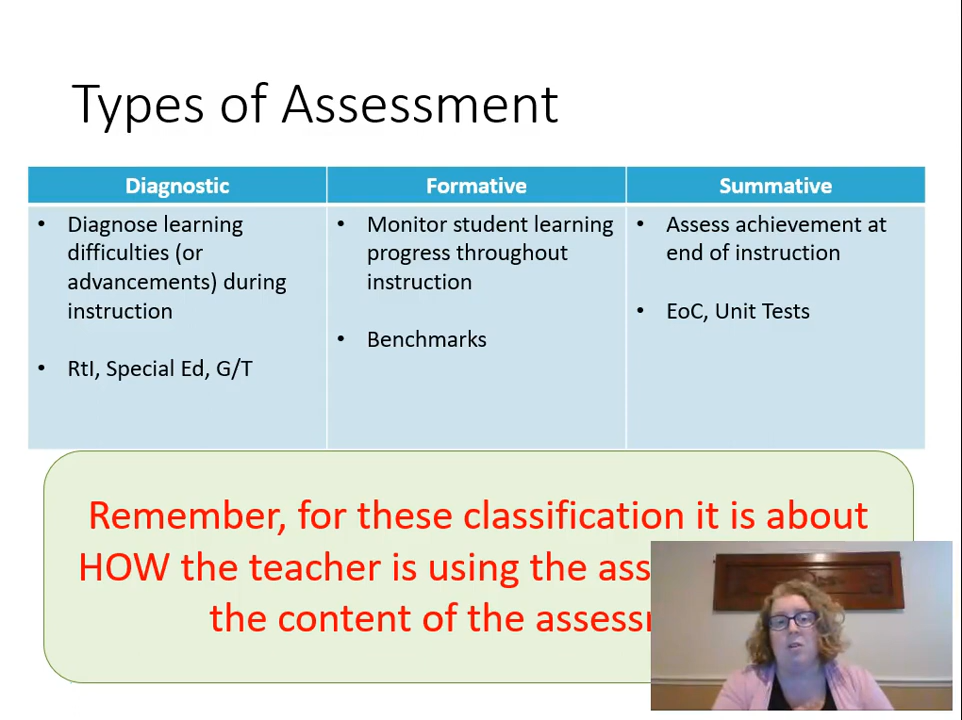 Types of Assessment
Diagnostic
Formative
Summative
• Diagnose learning
difficulties (or
advancements) during
instruction
• RtI, Special Ed, G/T
• Monitor student learning
progress throughout
instruction
• Benchmarks
• Assess achievement at
end of instruction
• EoC, Unit Tests
Remember, for these classification it is about
HOW the teacher is using the
the content of the